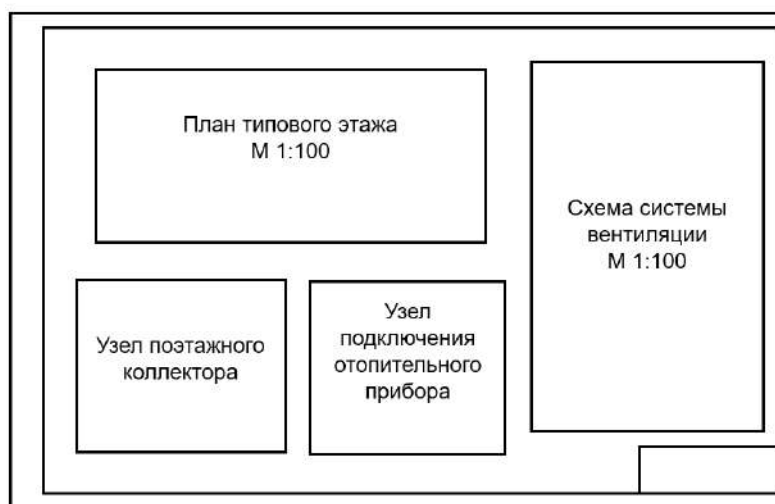 План типового этажа
М 1:100
Схема системы
вентиляции
М 1:100
Узел поэтажного
коллектора
Узел
подключения
отопительного
прибора